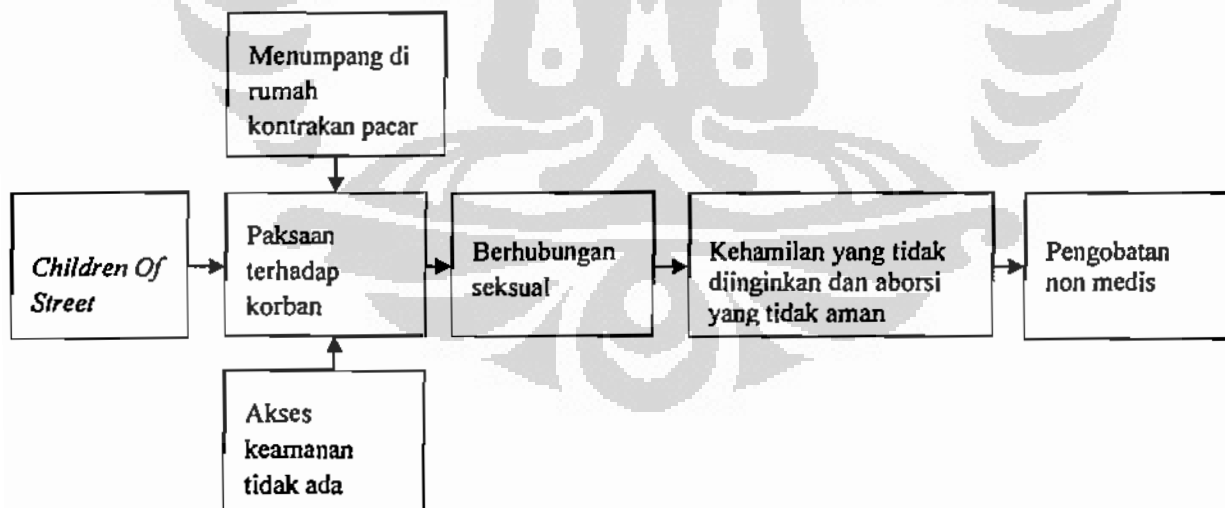 Menumpang di
rumah
kontrakan pacar
Children Of
Street
Paksaan
terhadap
korban
Berhubungan
seksual
Kehamilan yang tidak
diinginkan dan aborsi
yang tidak aman
Pengobatan
non medis
Akses
keamanan
tidak ada